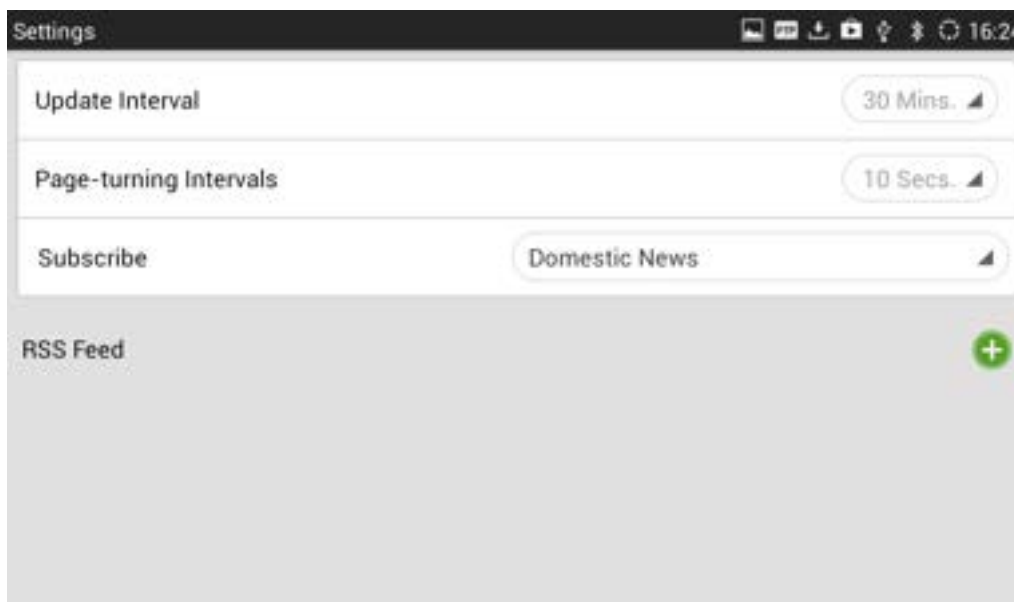 Settings
16:24
Update Interval
30 Mins.
Page-turning Intervals
10 Secs.
Subscribe
Domestic News
RSS Feed